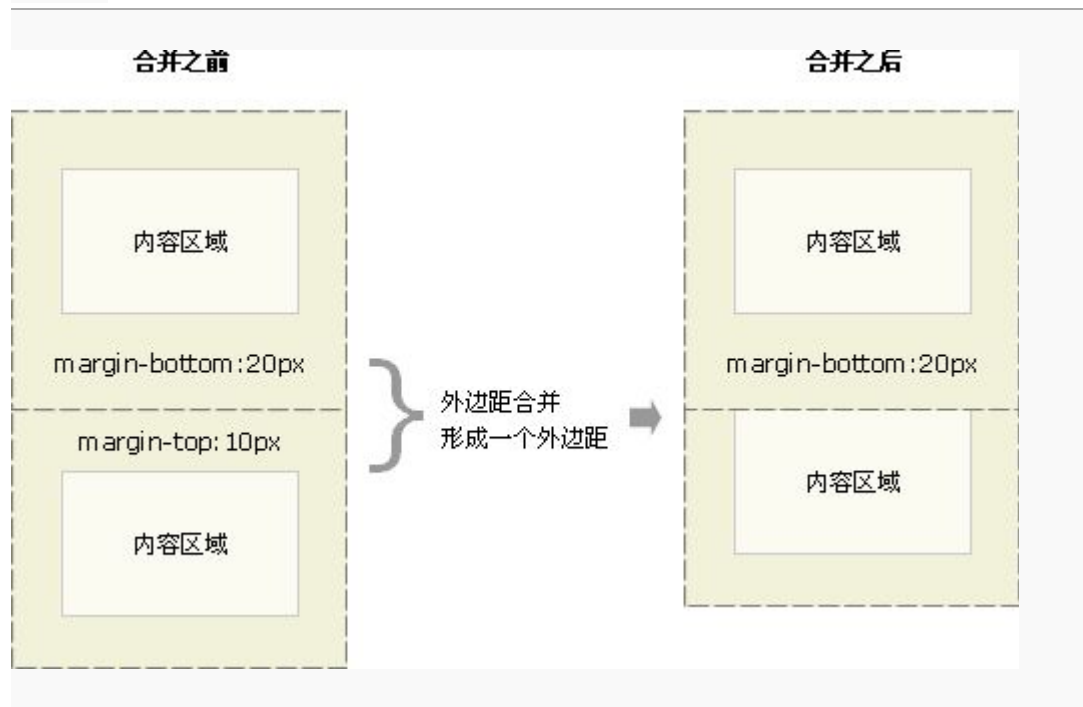 合并之前
合并之后
内容区域
margin-bottom:20px
margin-top:10px
内容区域
外边距合并
形成一个外边距
内容区域
margin-bottom:20px
内容区域